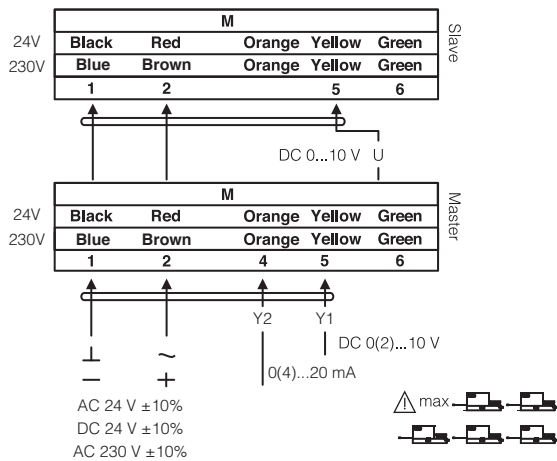 M
24V Black Red Orange Yellow Green
230V Blue Brown Orange Yellow Green
1 2 5 6
Slave
DC 0...10 V U
M
24V Black Red Orange Yellow Green
230V Blue Brown Orange Yellow Green
1 2 4 5 6
Master
Y2 Y1
⊥ ~
DC 0(2)...10 V
− +
0(4)...20 mA
AC 24 V ±10%
DC 24 V ±10%
AC 230 V ±10%
max